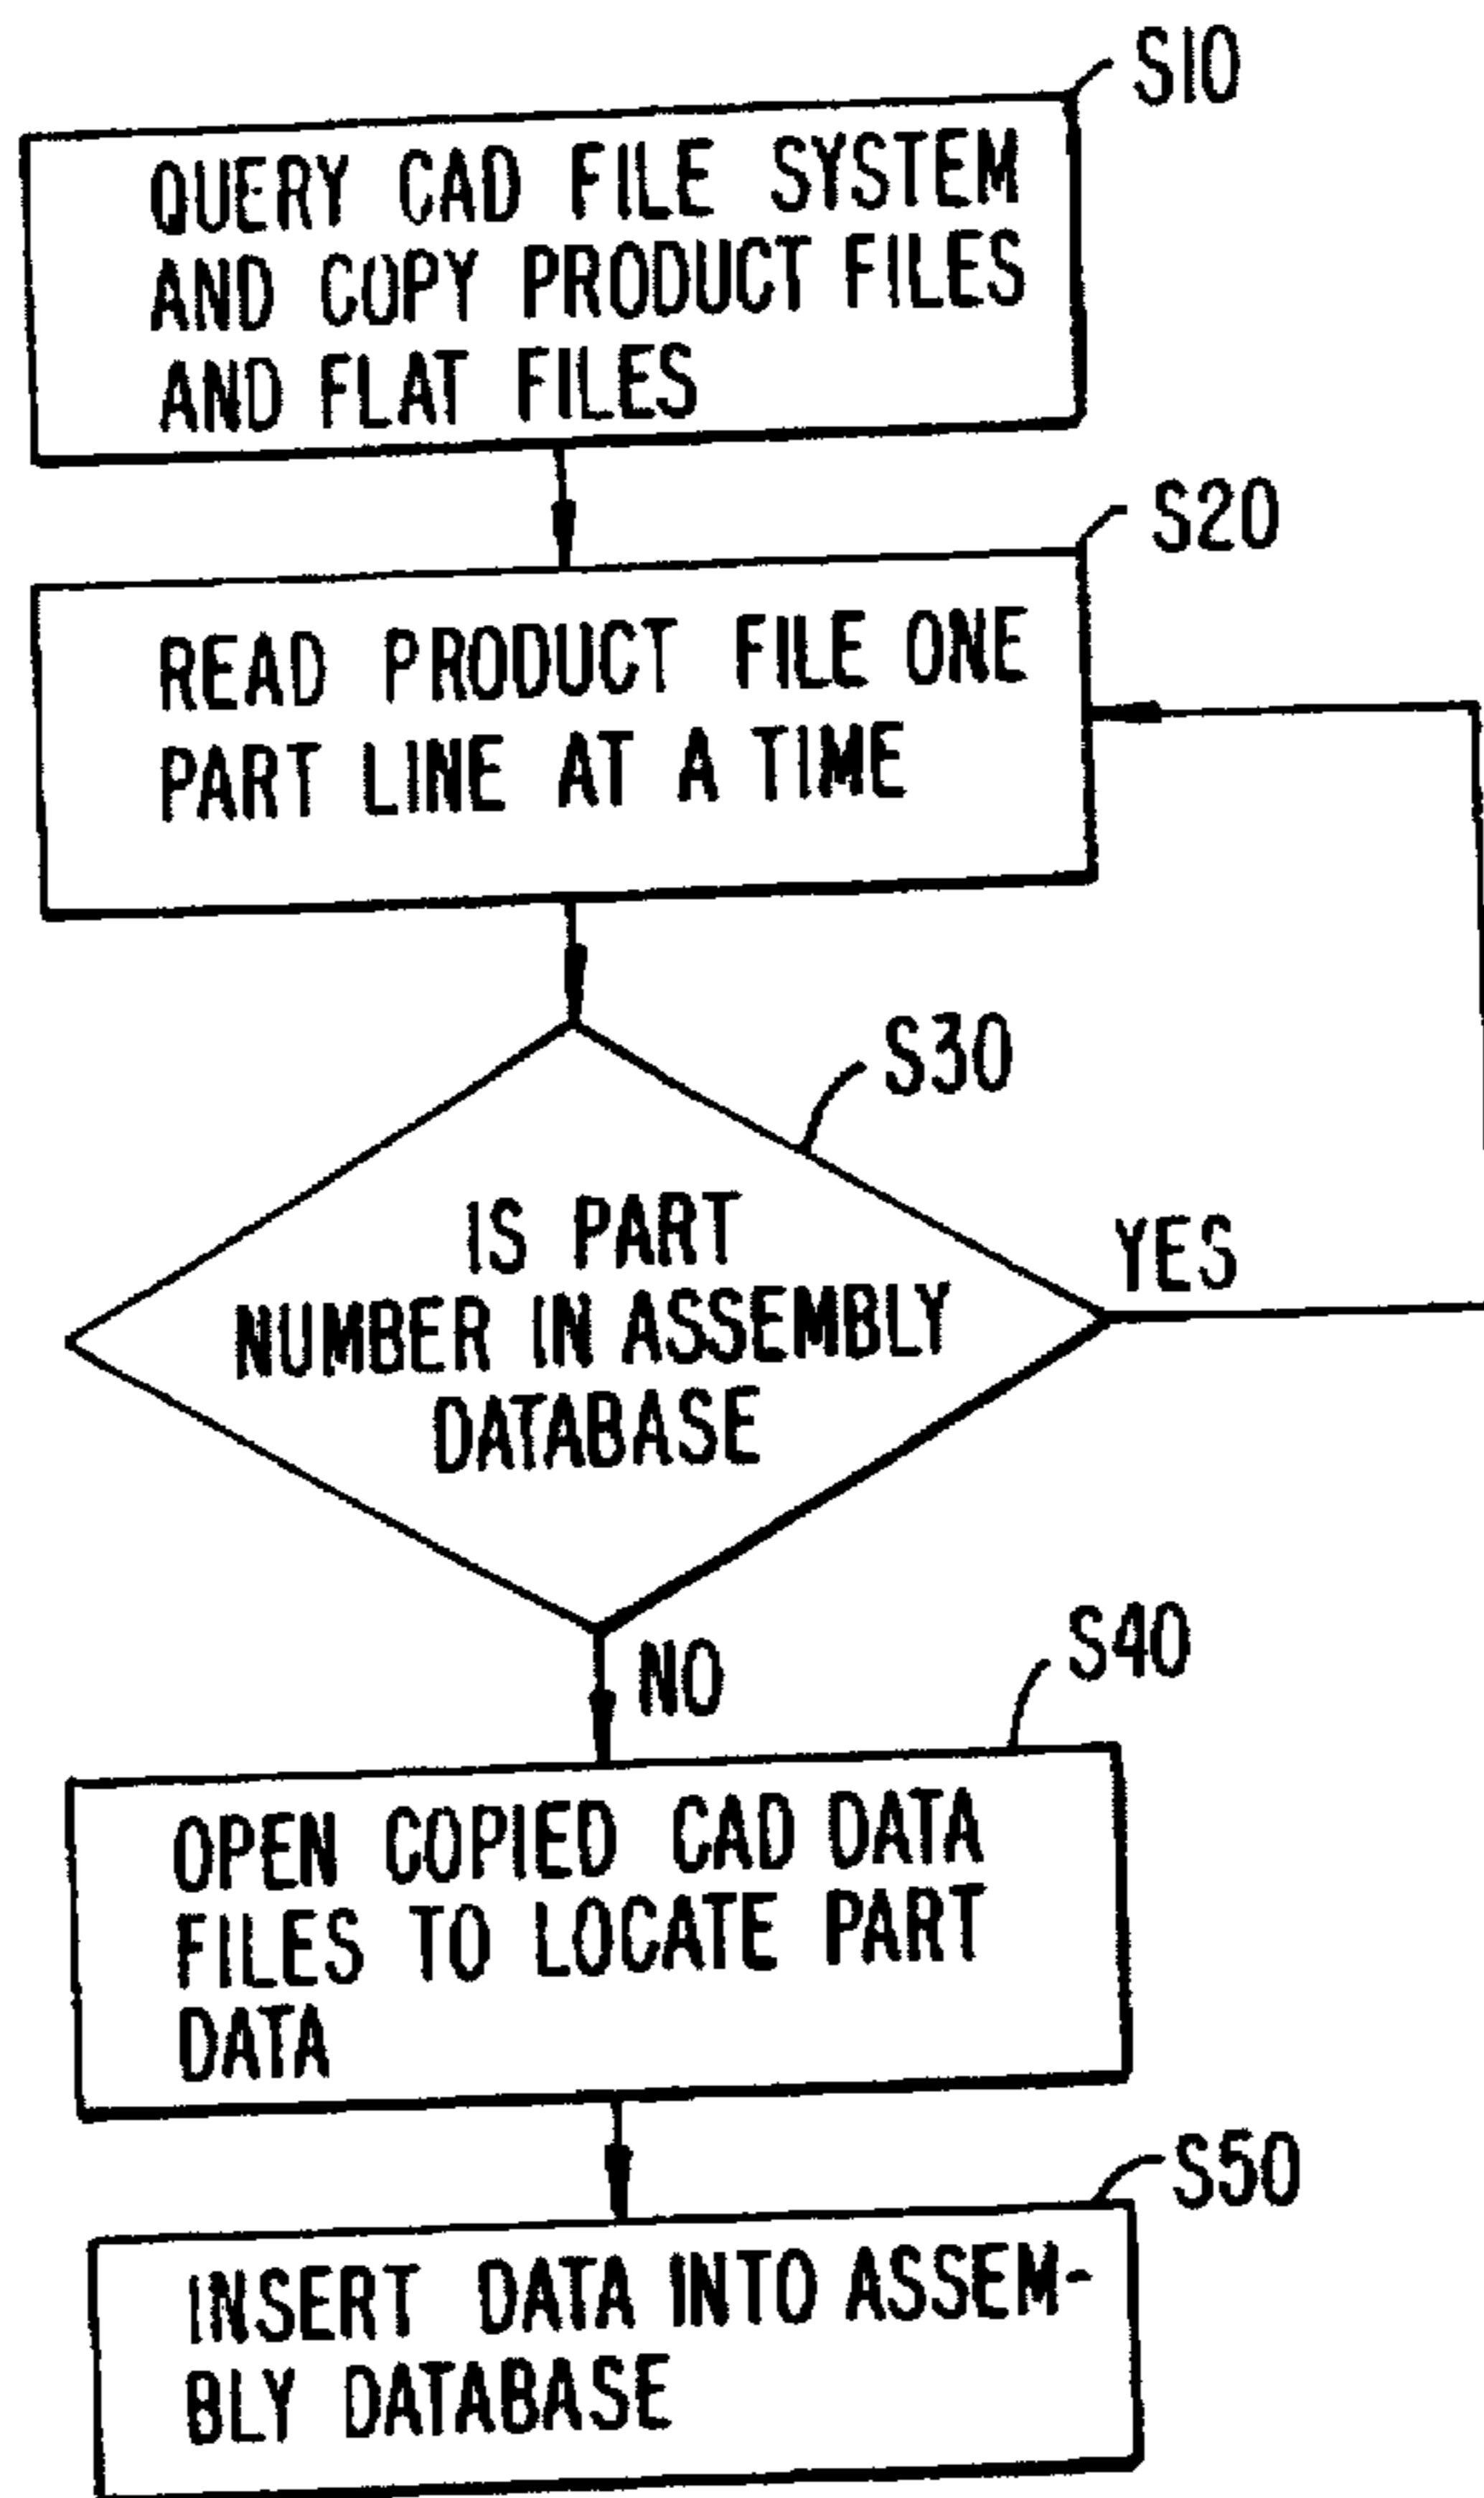 S10
QUERY CAD FILE SYSTEM
AND COPY PRODUCT FILES
AND FLAT FILES
S20
READ PRODUCT FILE ONE
PART LINE AT A TIME
S30
IS PART
NUMBER IN ASSEMBLY
DATABASE
YES
NO
S40
OPEN COPIED CAD DATA
FILES TO LOCATE PART
DATA
S50
INSERT DATA INTO ASSEM-
BLY DATABASE